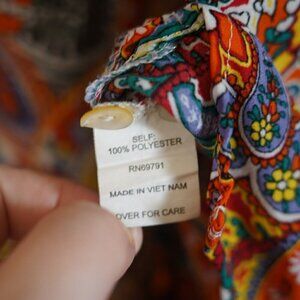 SELF:
100% POLYESTER
RN69791
MADE IN VIET NAM
OVER FOR CARE